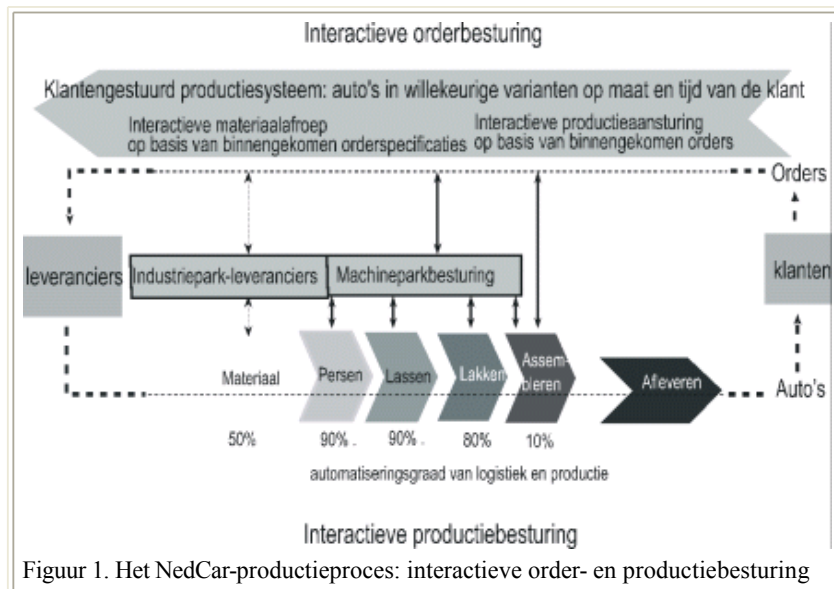 Interactieve orderbesturing
Klantengestuurd productiesysteem: auto's in willekeurige varianten op maat en tijd van de klant
Interactieve materiaalafroep
op basis van binnengekomen orderspecificaties
Interactieve productieaansturing
op basis van binnengekomen orders
Orders
leveranciers
Industriepark-leveranciers
Machineparkbesturing
klanten
Materiaal
Persen
Lassen
Lakken
Assem-
bleren
Afleveren
Auto's
50%
90%
90%
80%
10%
automatiseringsgraad van logistiek en productie
Interactieve productiebesturing
Figuur 1. Het NedCar-productieproces: interactieve order- en productiebesturing